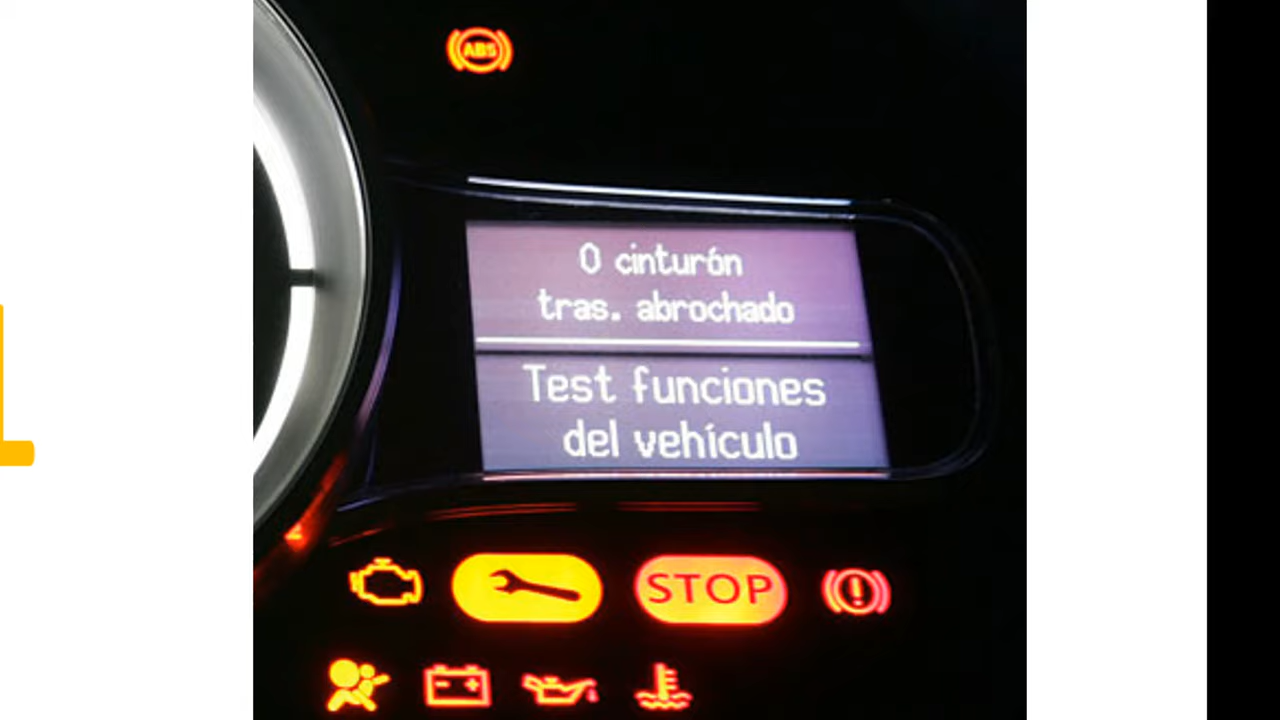 ABS
0 cinturón
tras. abrochado
Test funciones
del vehículo
STOP